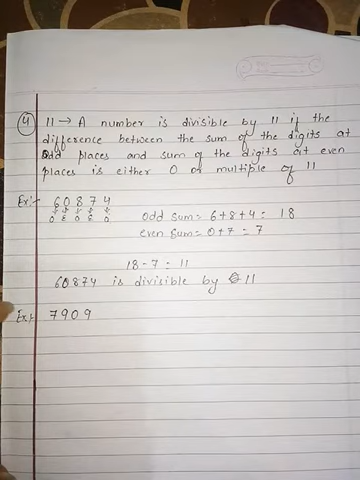 4 11 → A number is divisible by 11 if the
difference between the sum of the digits at
odd places and sum of the digits at even
places is either 0 or multiple of 11
Ex:- 60874
O E O E O
odd sum = 6+8+4 = 18
even sum = 0+7 = 7
18-7 = 11
60874 is divisible by 11
Ex:- 7909